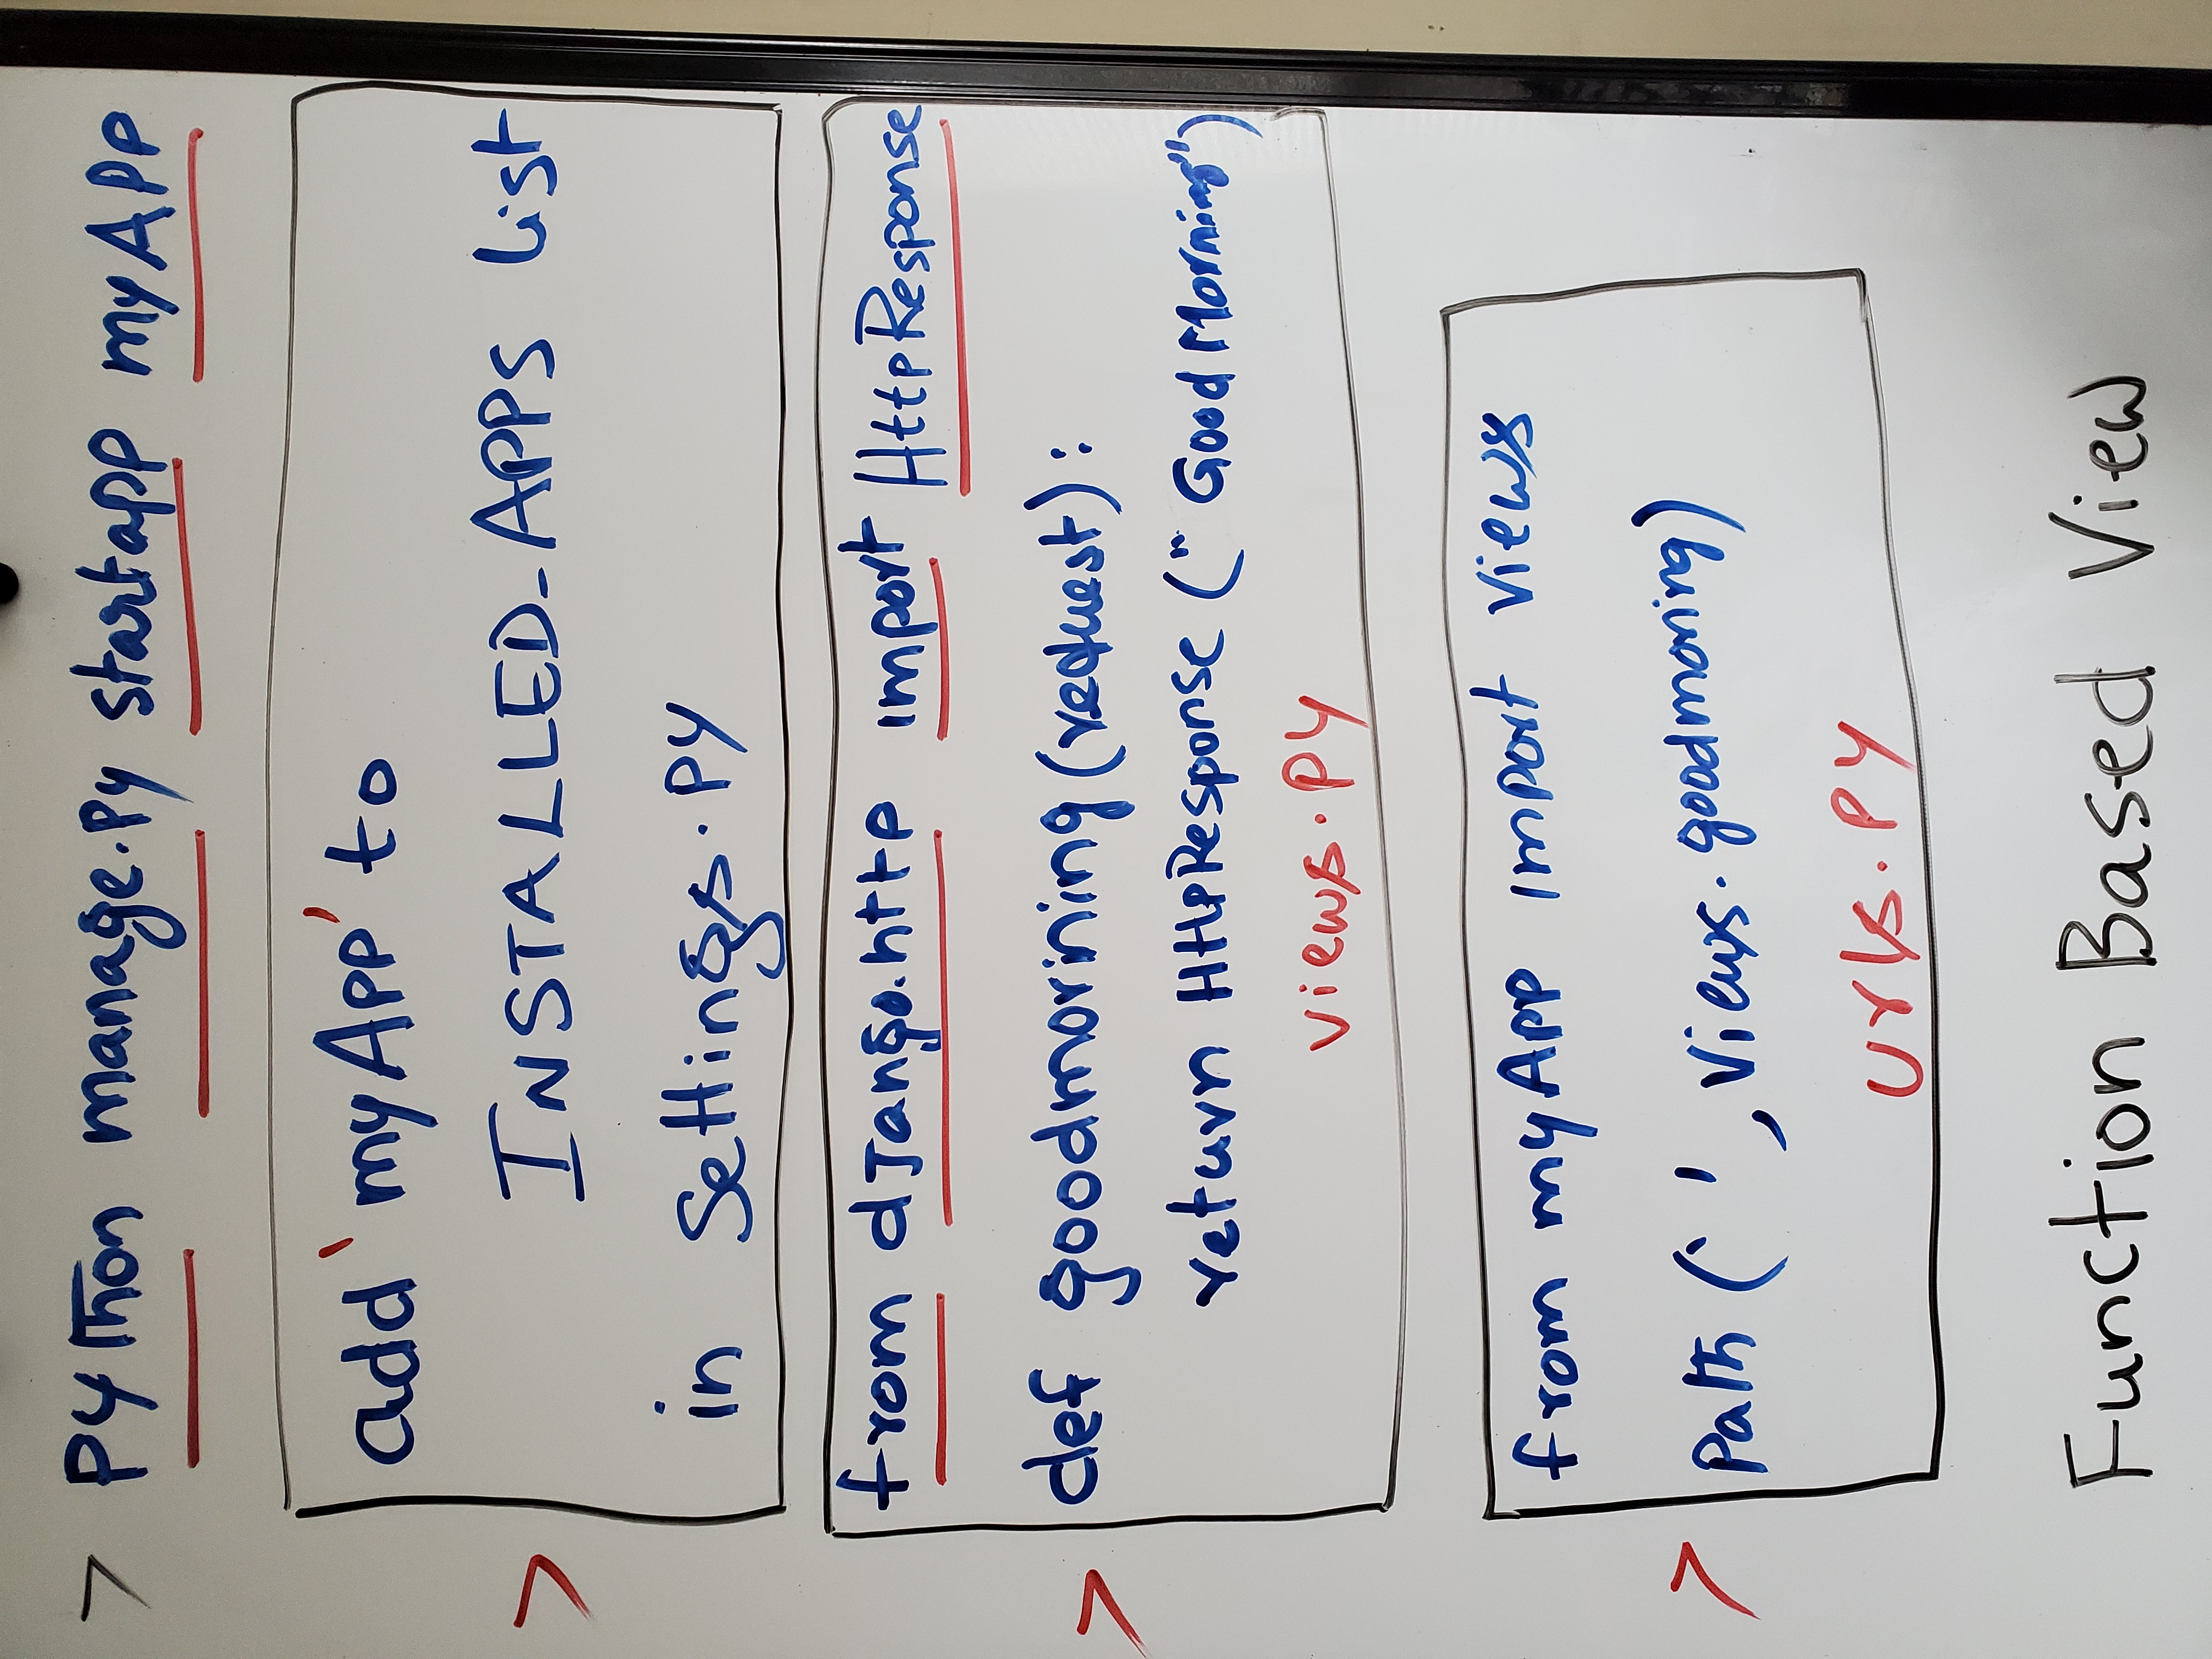 > Python manage.py startapp myApp
add 'myApp' to
> INSTALLED_APPS list
in settings.py
from django.http import HttpResponse
> def goodmorining(request):
return HttpResponse("Good Morning")
views.py
from myApp import views
> Path(' ', views.goodmoring)
urls.py
Function Based View